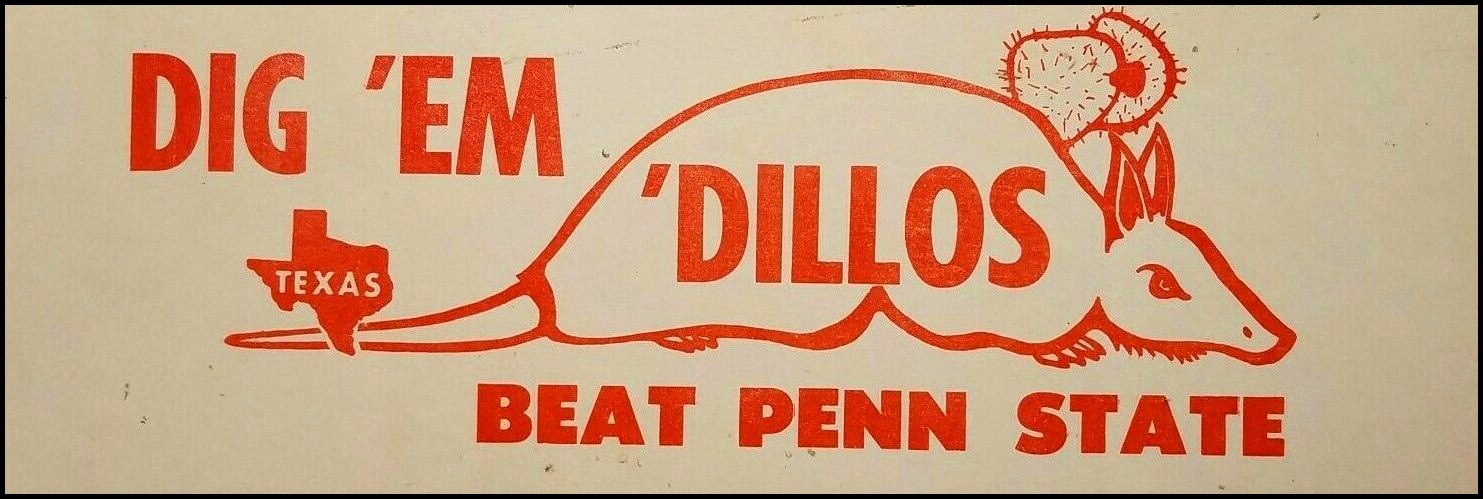 DIG 'EM
'DILLOS
TEXAS
BEAT PENN STATE